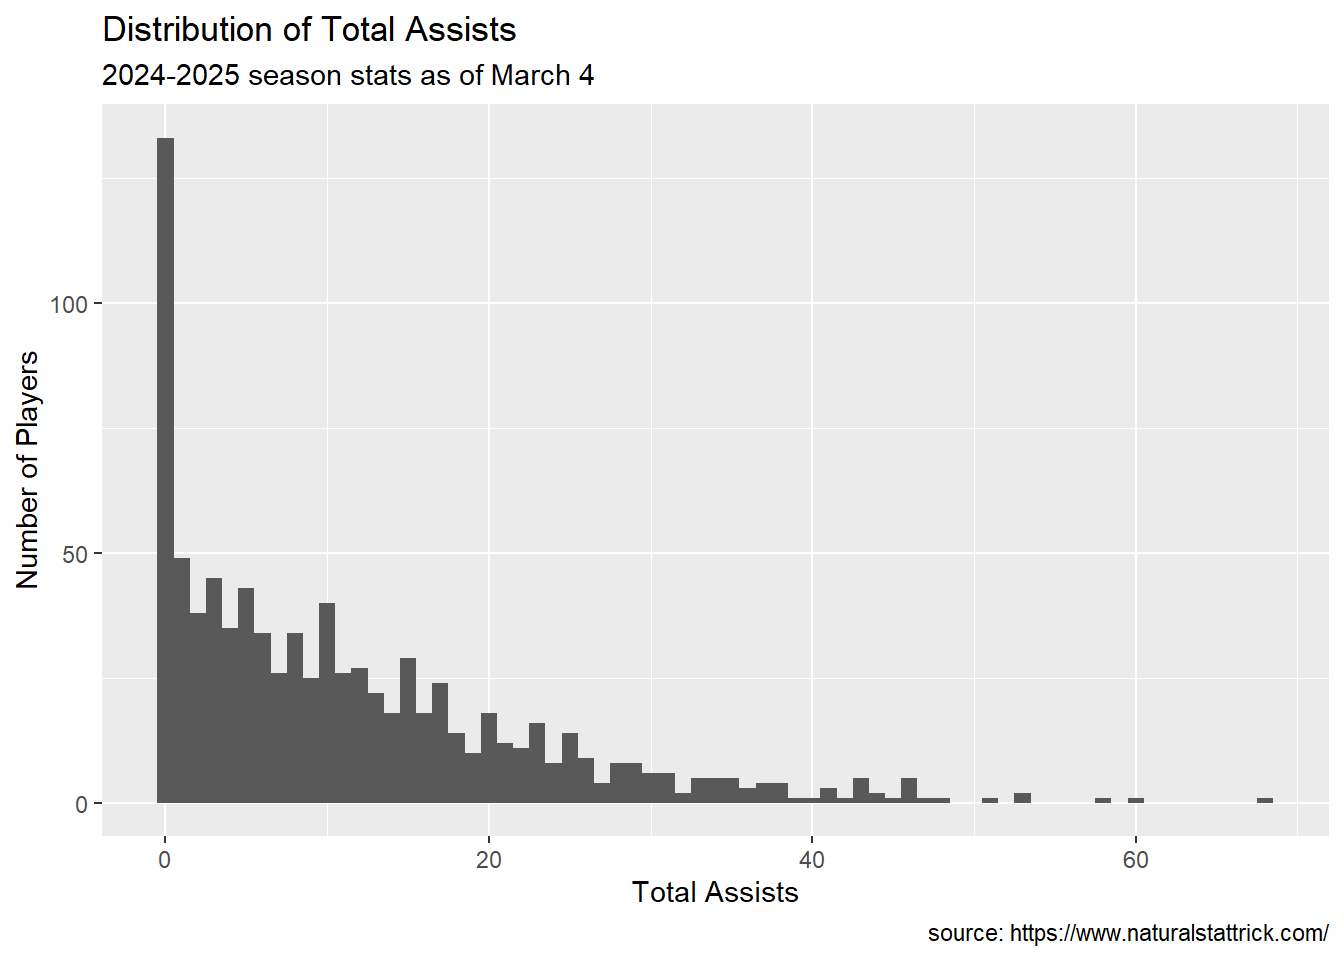 Distribution of Total Assists
2024-2025 season stats as of March 4
Number of Players
100
50
0
0
20
40
60
Total Assists
source: https://www.naturalstattrick.com/